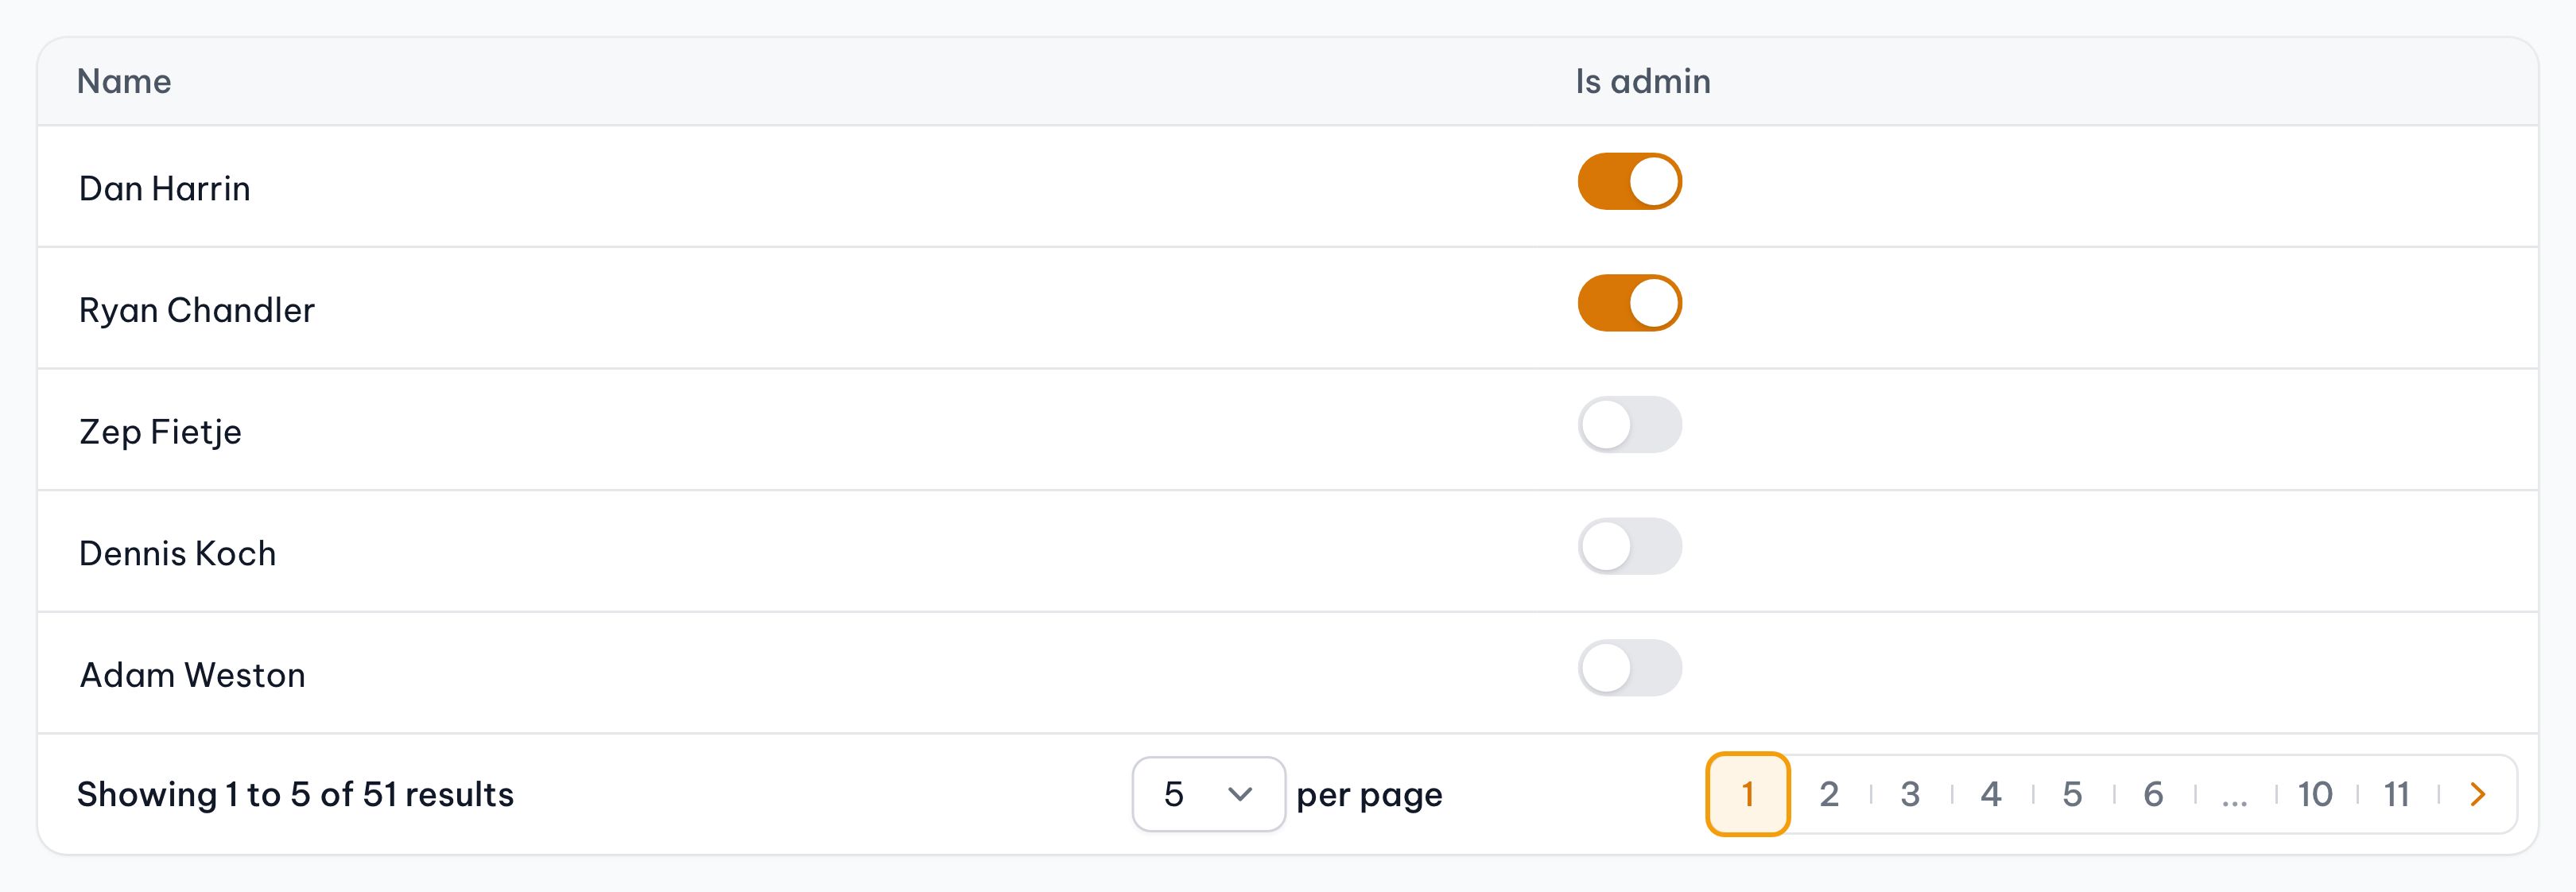 Name Is admin
Dan Harrin
Ryan Chandler
Zep Fietje
Dennis Koch
Adam Weston
Showing 1 to 5 of 51 results 5 per page 1 2 3 4 5 6 ... 10 11